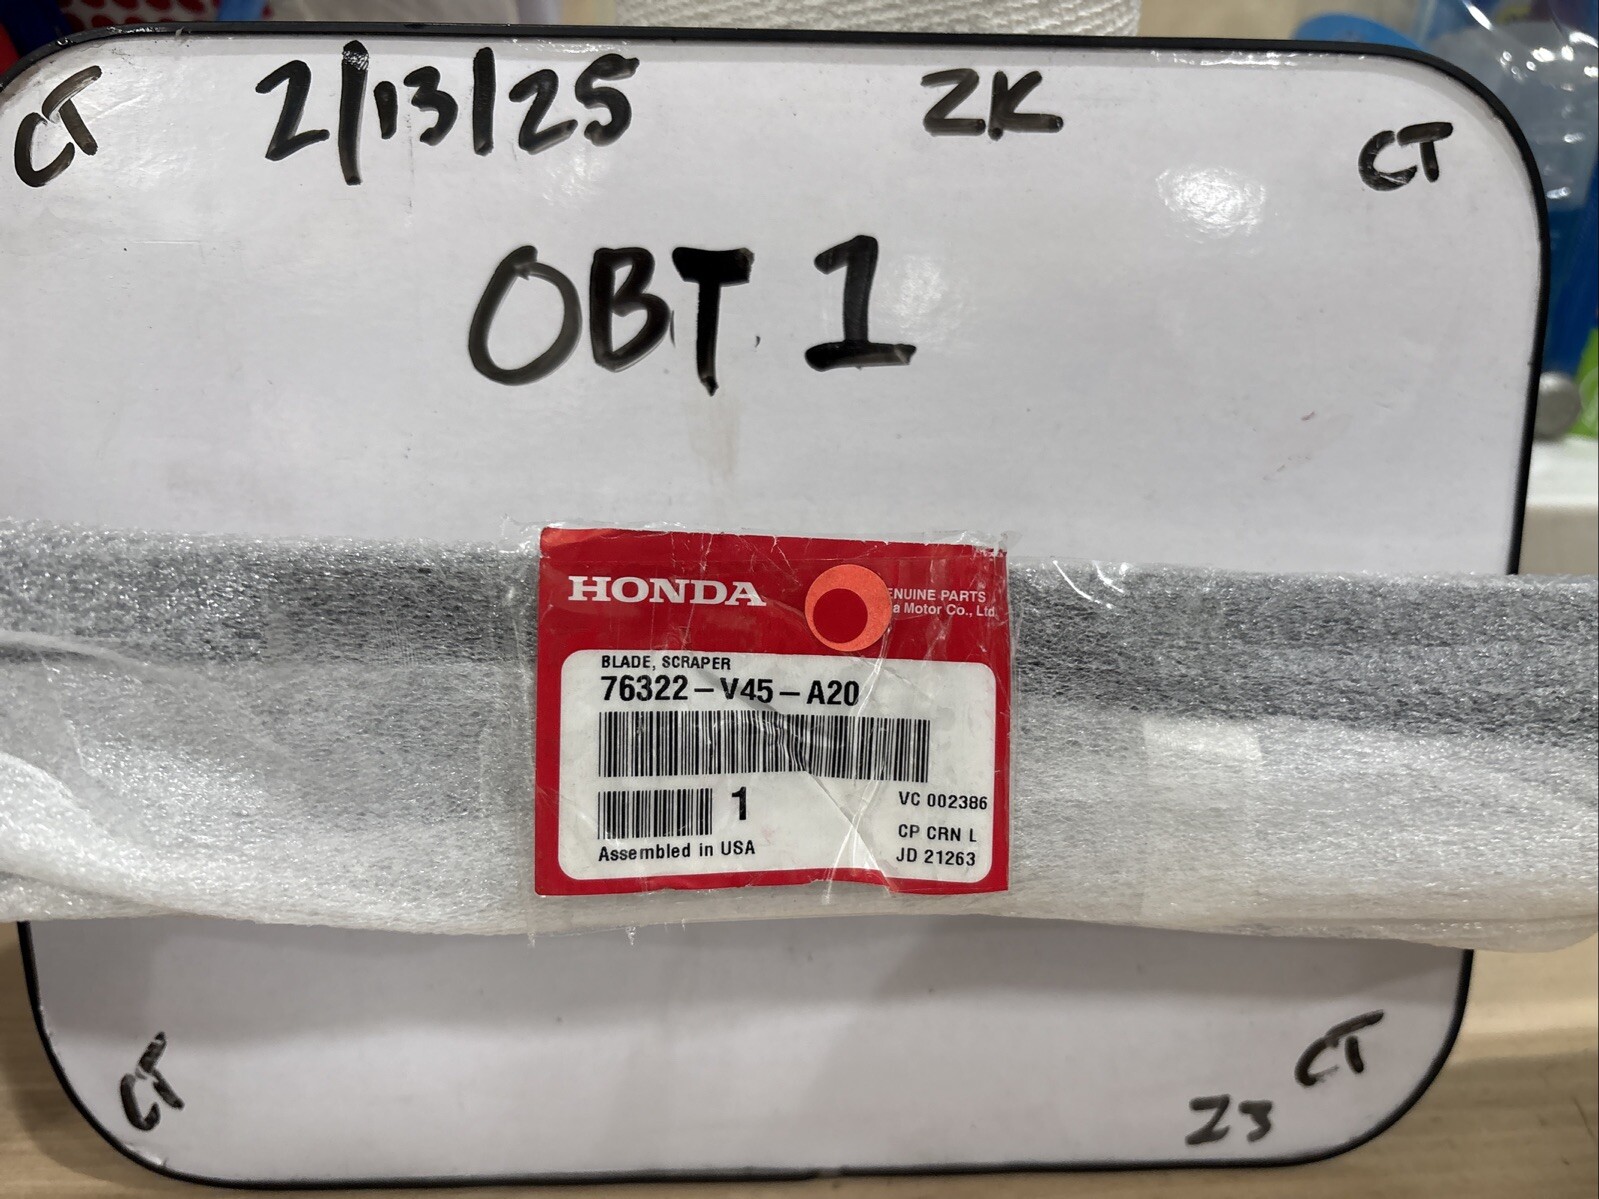 CT 2/13/25 ZK CT
OBT 1
HONDA
ENUINE PARTS
a Motor Co., Ltd.
BLADE, SCRAPER
76322-V45-A20
1
VC 002386
CP CRN L
Assembled in USA
JD 21263
CT
CT
Z3